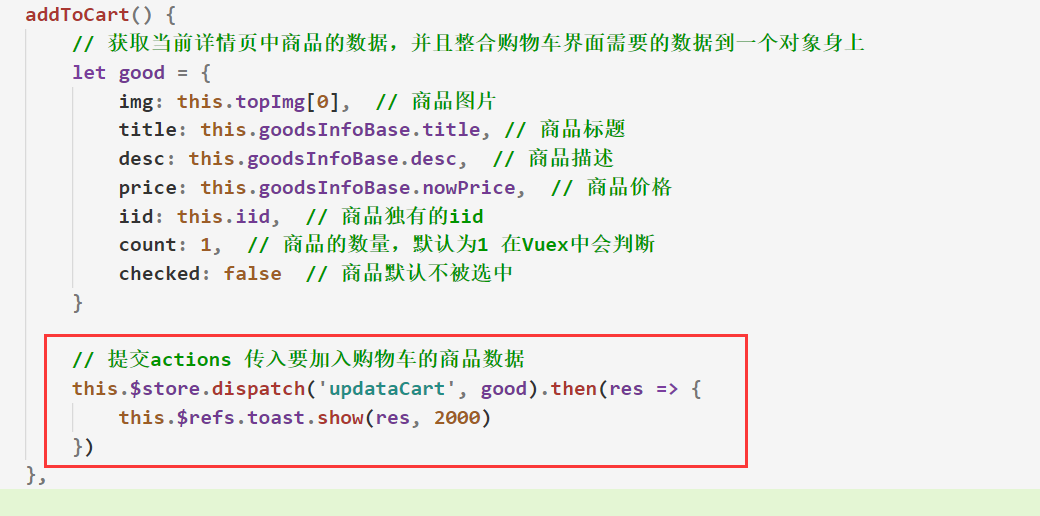 addToCart() {
// 获取当前详情页中商品的数据，并且整合购物车界面需要的数据到一个对象身上
let good = {
img: this.topImg[0],  // 商品图片
title: this.goodsInfoBase.title, // 商品标题
desc: this.goodsInfoBase.desc,  // 商品描述
price: this.goodsInfoBase.nowPrice,  // 商品价格
iid: this.iid,  // 商品独有的iid
count: 1,  // 商品的数量，默认为1 在Vuex中会判断
checked: false  // 商品默认不被选中
}
// 提交actions 传入要加入购物车的商品数据
this.$store.dispatch('updataCart', good).then(res => {
this.$refs.toast.show(res, 2000)
})
},